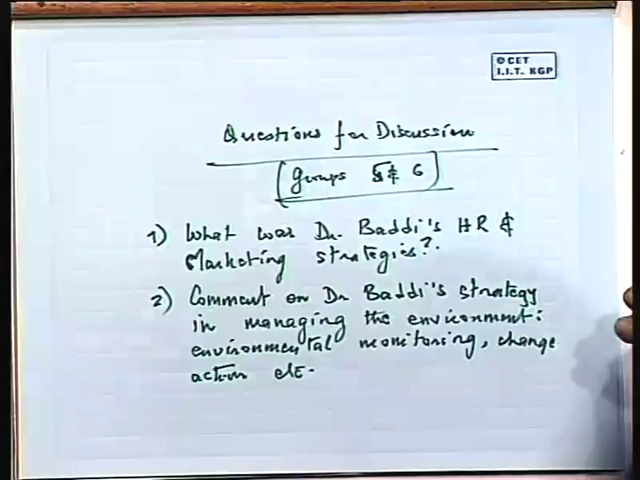 © CET
I.I.T. KGP
Questions for Discussion
(Groups 5 & 6)
1) What was Dr. Baddi's HR &
Marketing strategies?
2) Comment on Dr Baddi's strategy
in managing the environment:
environmental monitoring, change
action etc.